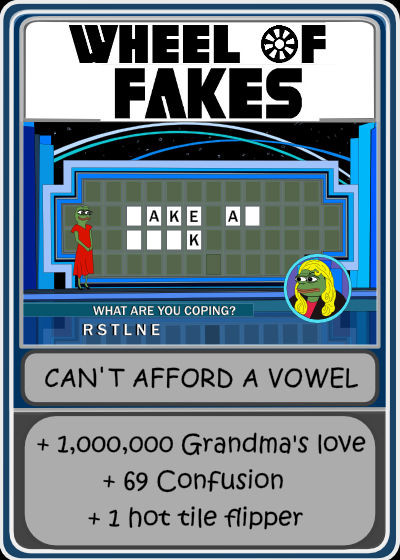 WHEEL OF
FAKES
AKE A
K
WHAT ARE YOU COPING?
RSTLNE
CAN'T AFFORD A VOWEL
+ 1,000,000 Grandma's love
+ 69 Confusion
+ 1 hot tile flipper